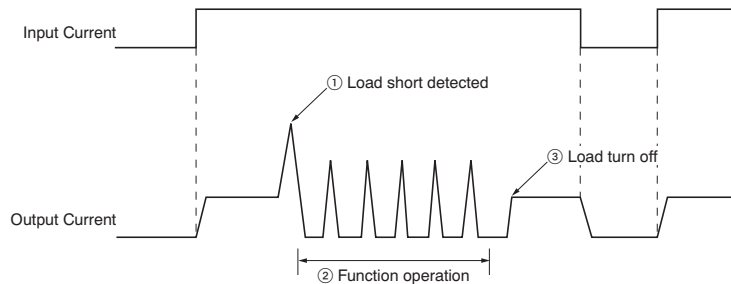 Input Current
① Load short detected
③ Load turn off
Output Current
② Function operation